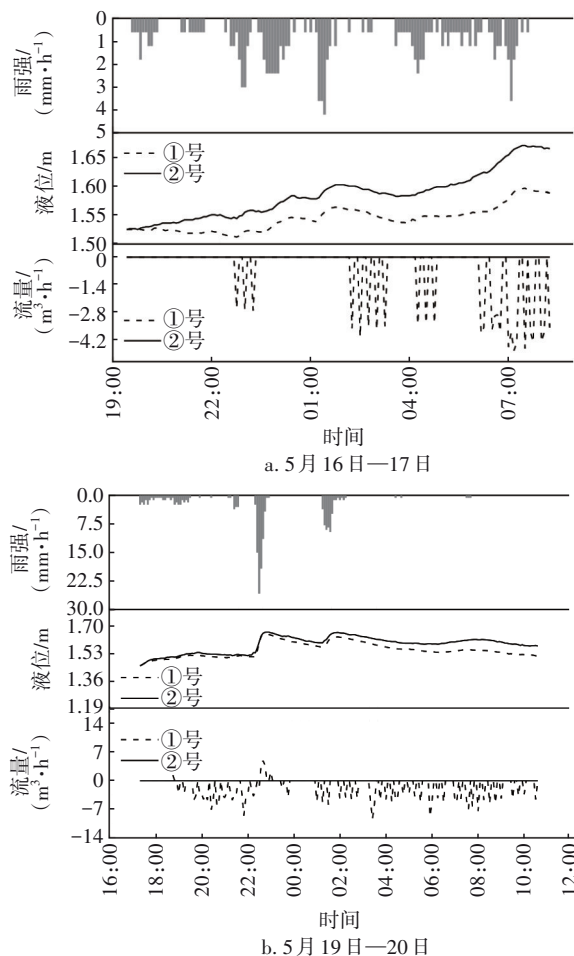 0
1
2
3
4
5
雨强/
(mm·h⁻¹)
1.65
1.60
1.55
1.50
液位/m
①号
②号
0
-1.4
-2.8
-4.2
流量/
(m³·h⁻¹)
①号
②号
19:00
22:00
01:00
04:00
07:00
时间
a. 5月16日—17日
0.0
7.5
15.0
22.5
30.0
雨强/
(mm·h⁻¹)
1.70
1.53
1.36
1.19
液位/m
①号
②号
14
7
0
-7
-14
流量/
(m³·h⁻¹)
①号
②号
16:00
18:00
20:00
22:00
00:00
02:00
04:00
06:00
08:00
10:00
12:00
时间
b. 5月19日—20日